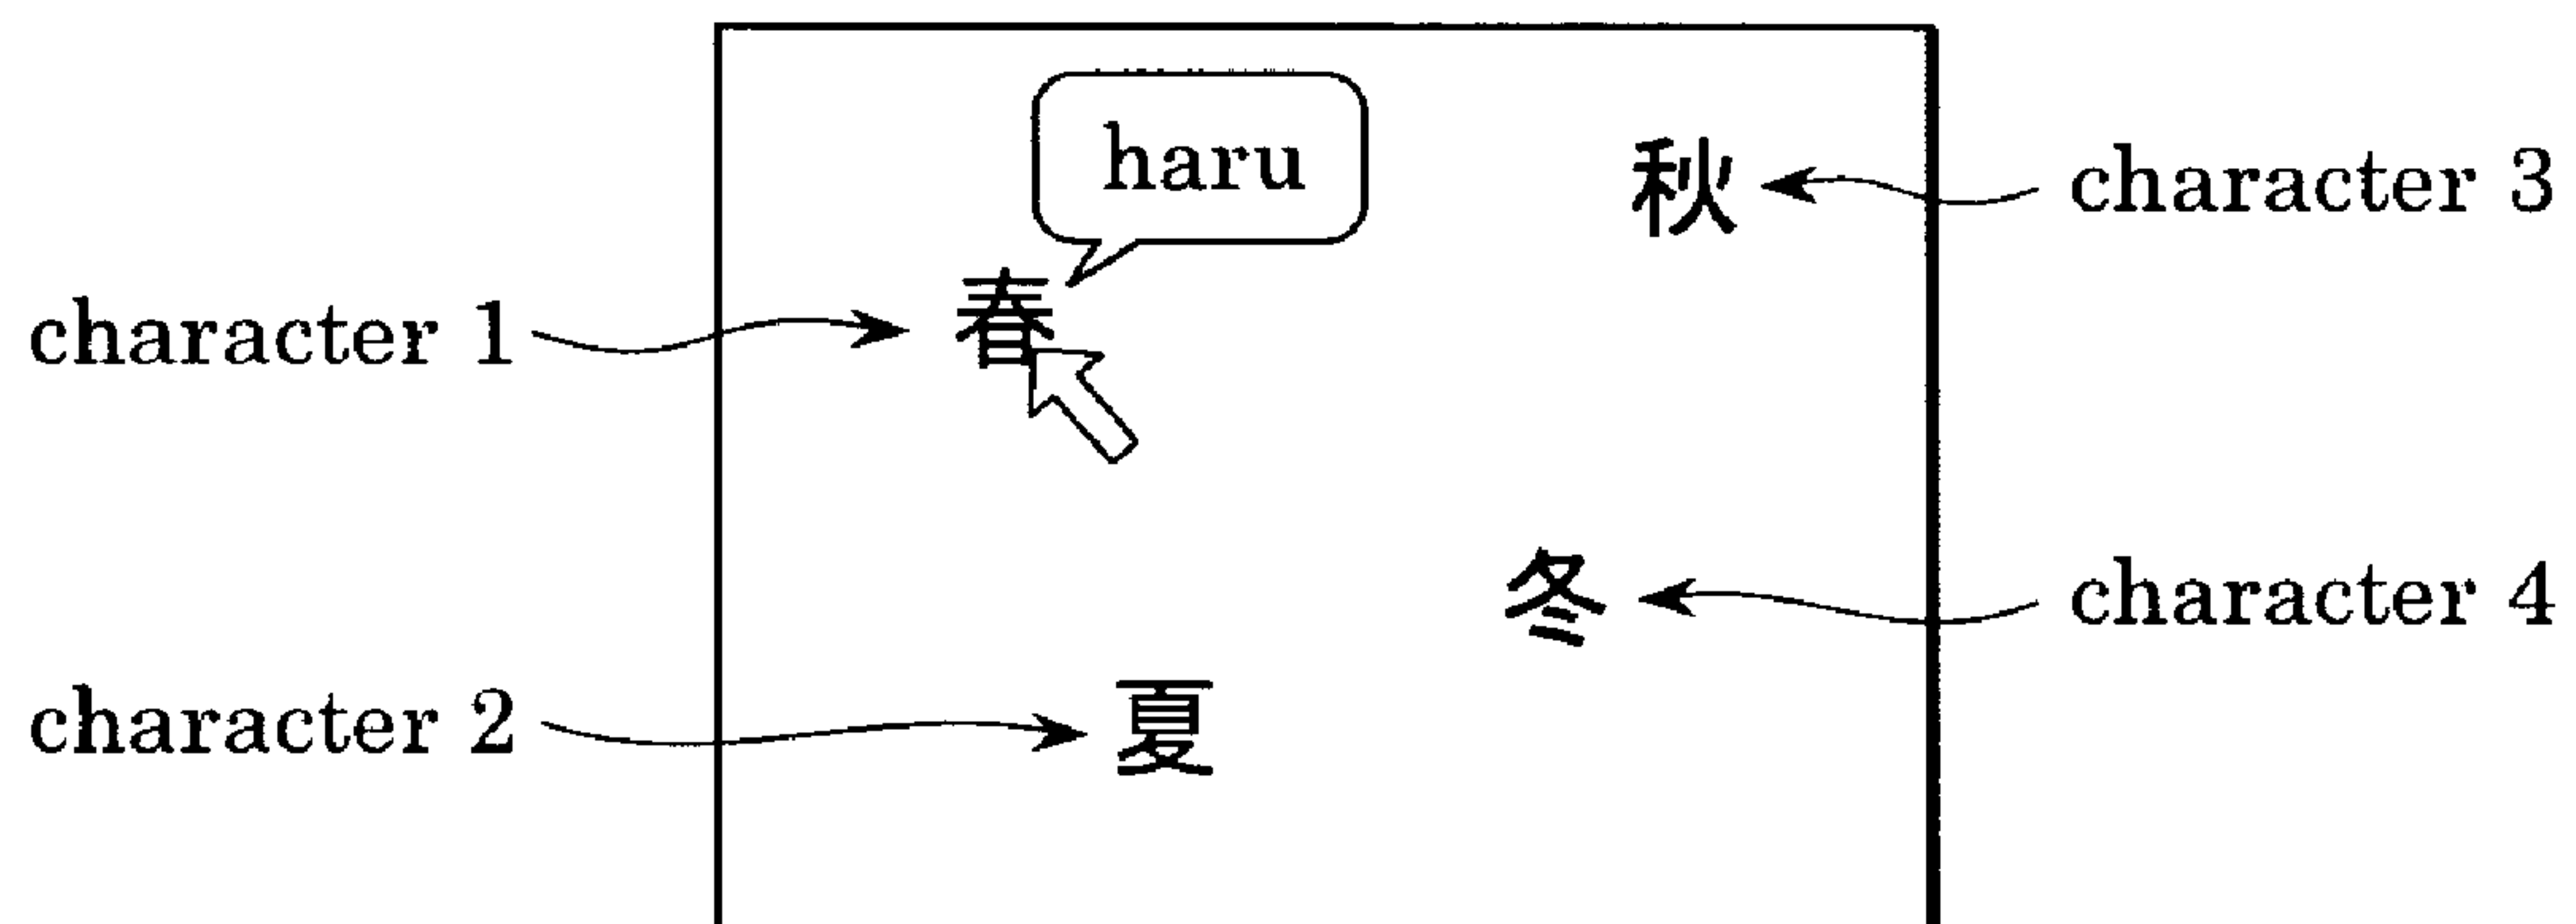 haru
秋
character 3
character 1
春
冬
character 4
character 2
夏